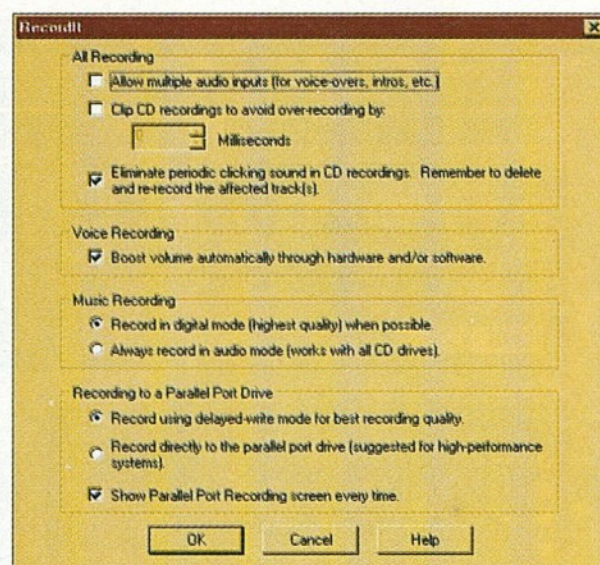 RecordIt
All Recording
Allow multiple audio inputs (for voice-overs, intros, etc.)
Clip CD recordings to avoid over-recording by:
Milliseconds
Eliminate periodic clicking sound in CD recordings. Remember to delete
and re-record the affected track(s).
Voice Recording
Boost volume automatically through hardware and/or software.
Music Recording
Record in digital mode (highest quality) when possible.
Always record in audio mode (works with all CD drives).
Recording to a Parallel Port Drive
Record using delayed-write mode for best recording quality.
Record directly to the parallel port drive (suggested for high-performance
systems).
Show Parallel Port Recording screen every time.
OK
Cancel
Help